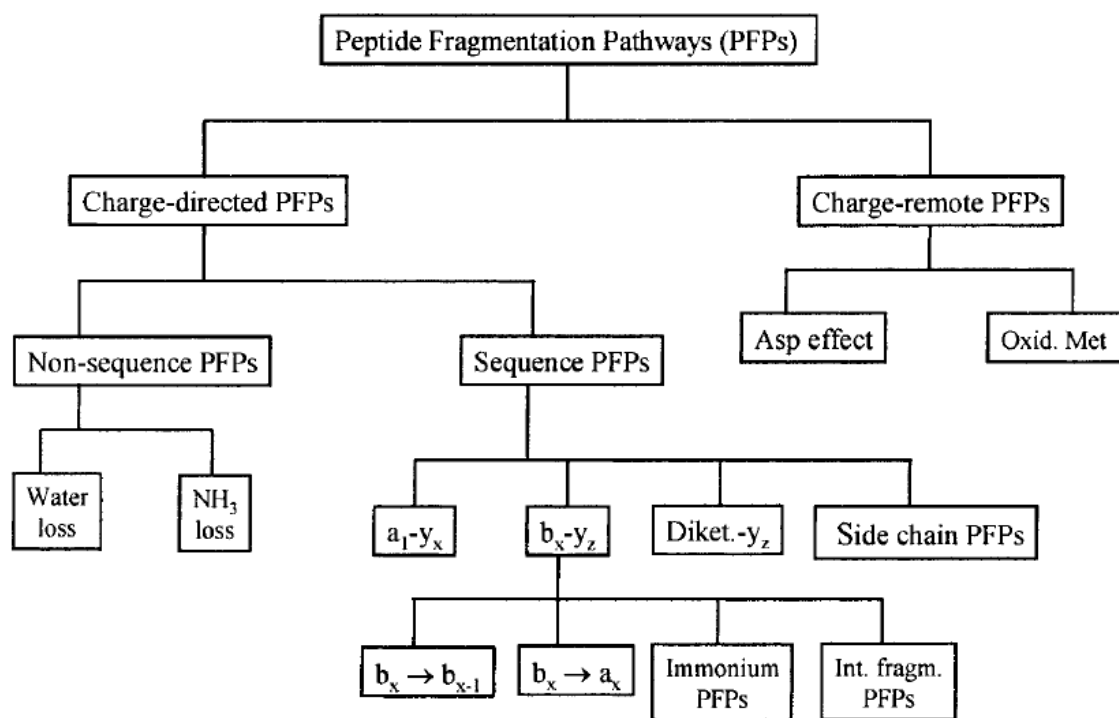 Peptide Fragmentation Pathways (PFPs)
Charge-directed PFPs
Charge-remote PFPs
Asp effect
Oxid. Met
Non-sequence PFPs
Sequence PFPs
Water
loss
NH₃
loss
a₁-yₓ
bₓ-y_z
Diket.-y_z
Side chain PFPs
bₓ → bₓ₋₁
bₓ → aₓ
Immonium
PFPs
Int. fragm.
PFPs